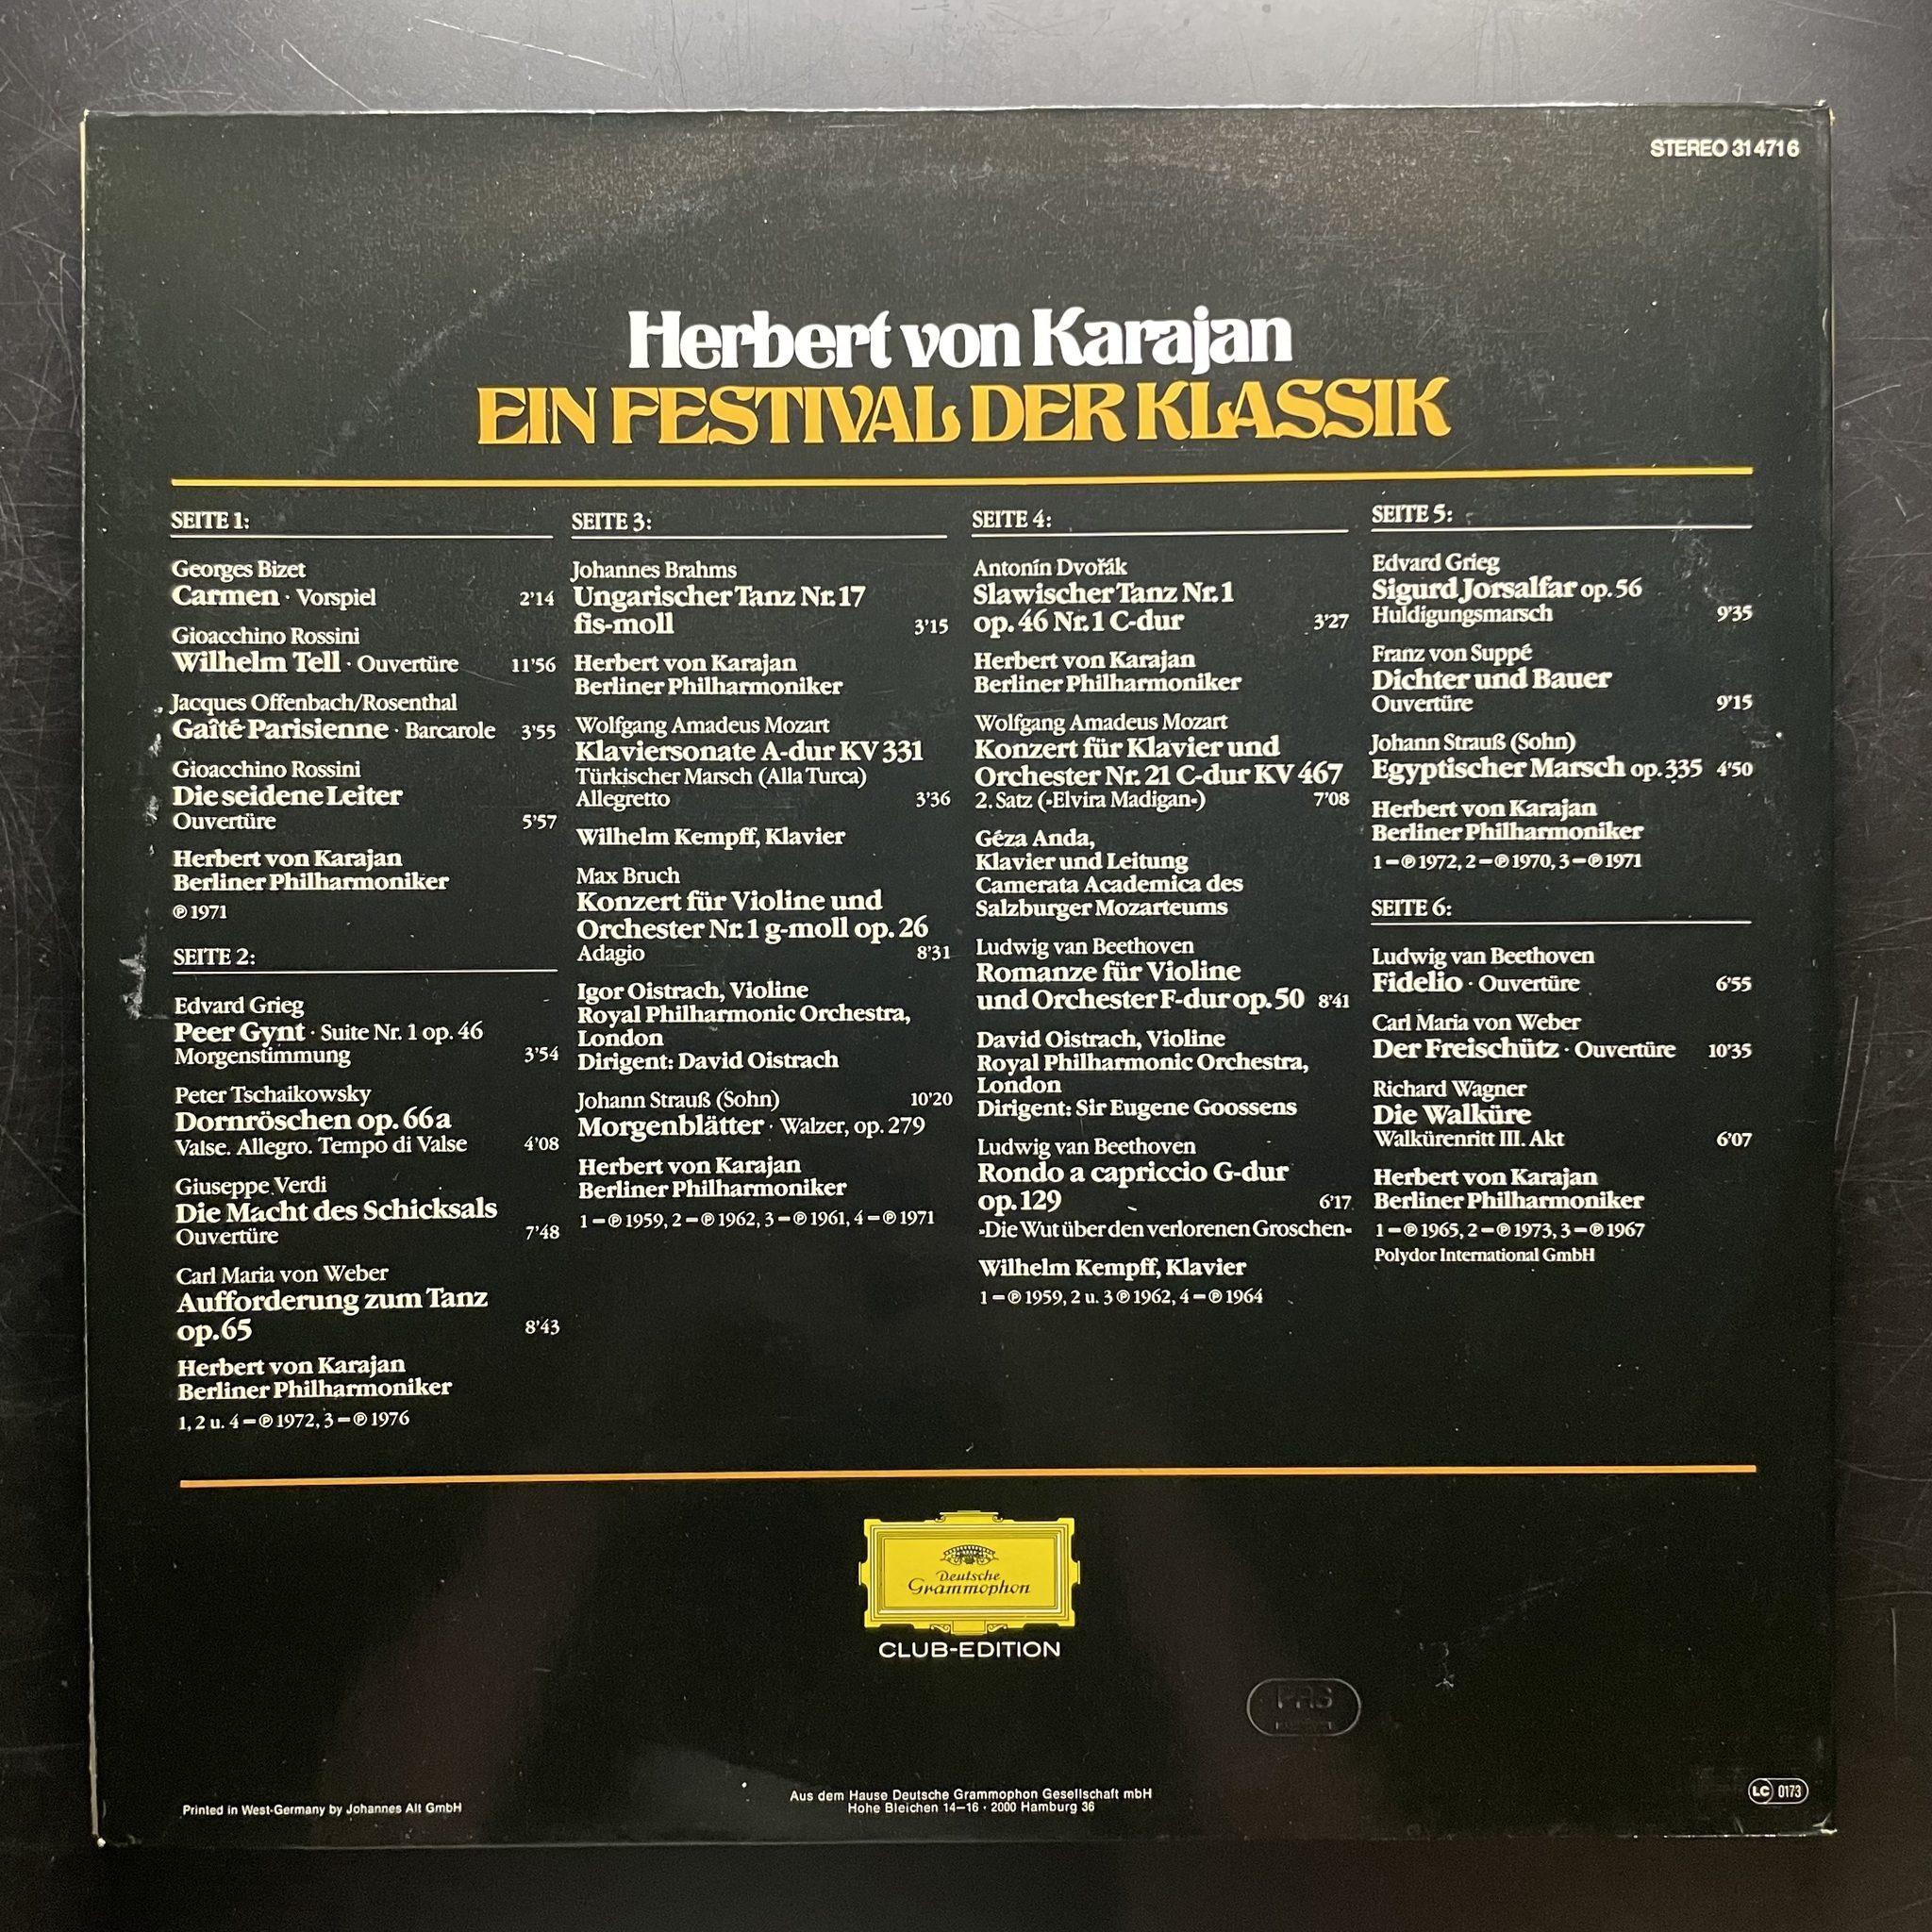 STEREO 31 471 6
Herbert von Karajan
EIN FESTIVAL DER KLASSIK
SEITE 1:
Georges Bizet
Carmen · Vorspiel 2'14
Gioacchino Rossini
Wilhelm Tell · Ouvertüre 11'56
Jacques Offenbach/Rosenthal
Gaîté Parisienne · Barcarole 3'55
Gioacchino Rossini
Die seidene Leiter
Ouvertüre 5'57
Herbert von Karajan
Berliner Philharmoniker
℗ 1971
SEITE 2:
Edvard Grieg
Peer Gynt · Suite Nr. 1 op. 46
Morgenstimmung 3'54
Peter Tschaikowsky
Dornröschen op. 66a
Valse. Allegro. Tempo di Valse 4'08
Giuseppe Verdi
Die Macht des Schicksals
Ouvertüre 7'48
Carl Maria von Weber
Aufforderung zum Tanz
op. 65 8'43
Herbert von Karajan
Berliner Philharmoniker
1, 2 u. 4 – ℗ 1972, 3 – ℗ 1976
SEITE 3:
Johannes Brahms
Ungarischer Tanz Nr. 17
fis-moll 3'15
Herbert von Karajan
Berliner Philharmoniker
Wolfgang Amadeus Mozart
Klaviersonate A-dur KV 331
Türkischer Marsch (Alla Turca)
Allegretto 3'36
Wilhelm Kempff, Klavier
Max Bruch
Konzert für Violine und
Orchester Nr. 1 g-moll op. 26
Adagio 8'31
Igor Oistrach, Violine
Royal Philharmonic Orchestra,
London
Dirigent: David Oistrach
Johann Strauß (Sohn) 10'20
Morgenblätter · Walzer, op. 279
Herbert von Karajan
Berliner Philharmoniker
1 – ℗ 1959, 2 – ℗ 1962, 3 – ℗ 1961, 4 – ℗ 1971
SEITE 4:
Antonín Dvořák
Slawischer Tanz Nr. 1
op. 46 Nr. 1 C-dur 3'27
Herbert von Karajan
Berliner Philharmoniker
Wolfgang Amadeus Mozart
Konzert für Klavier und
Orchester Nr. 21 C-dur KV 467
2. Satz (»Elvira Madigan«) 7'08
Géza Anda,
Klavier und Leitung
Camerata Academica des
Salzburger Mozarteums
Ludwig van Beethoven
Romanze für Violine
und Orchester F-dur op. 50 8'41
David Oistrach, Violine
Royal Philharmonic Orchestra,
London
Dirigent: Sir Eugene Goossens
Ludwig van Beethoven
Rondo a capriccio G-dur
op. 129 6'17
»Die Wut über den verlorenen Groschen«
Wilhelm Kempff, Klavier
1 – ℗ 1959, 2 u. 3 ℗ 1962, 4 – ℗ 1964
SEITE 5:
Edvard Grieg
Sigurd Jorsalfar op. 56
Huldigungsmarsch 9'35
Franz von Suppé
Dichter und Bauer
Ouvertüre 9'15
Johann Strauß (Sohn)
Egyptischer Marsch op. 335 4'50
Herbert von Karajan
Berliner Philharmoniker
1 – ℗ 1972, 2 – ℗ 1970, 3 – ℗ 1971
SEITE 6:
Ludwig van Beethoven
Fidelio · Ouvertüre 6'55
Carl Maria von Weber
Der Freischütz · Ouvertüre 10'35
Richard Wagner
Die Walküre
Walkürenritt III. Akt 6'07
Herbert von Karajan
Berliner Philharmoniker
1 – ℗ 1965, 2 – ℗ 1973, 3 – ℗ 1967
Polydor International GmbH
Deutsche
Grammophon
CLUB-EDITION
PRS
Printed in West-Germany by Johannes Alt GmbH
Aus dem Hause Deutsche Grammophon Gesellschaft mbH
Hohe Bleichen 14–16 · 2000 Hamburg 36
LC 0173